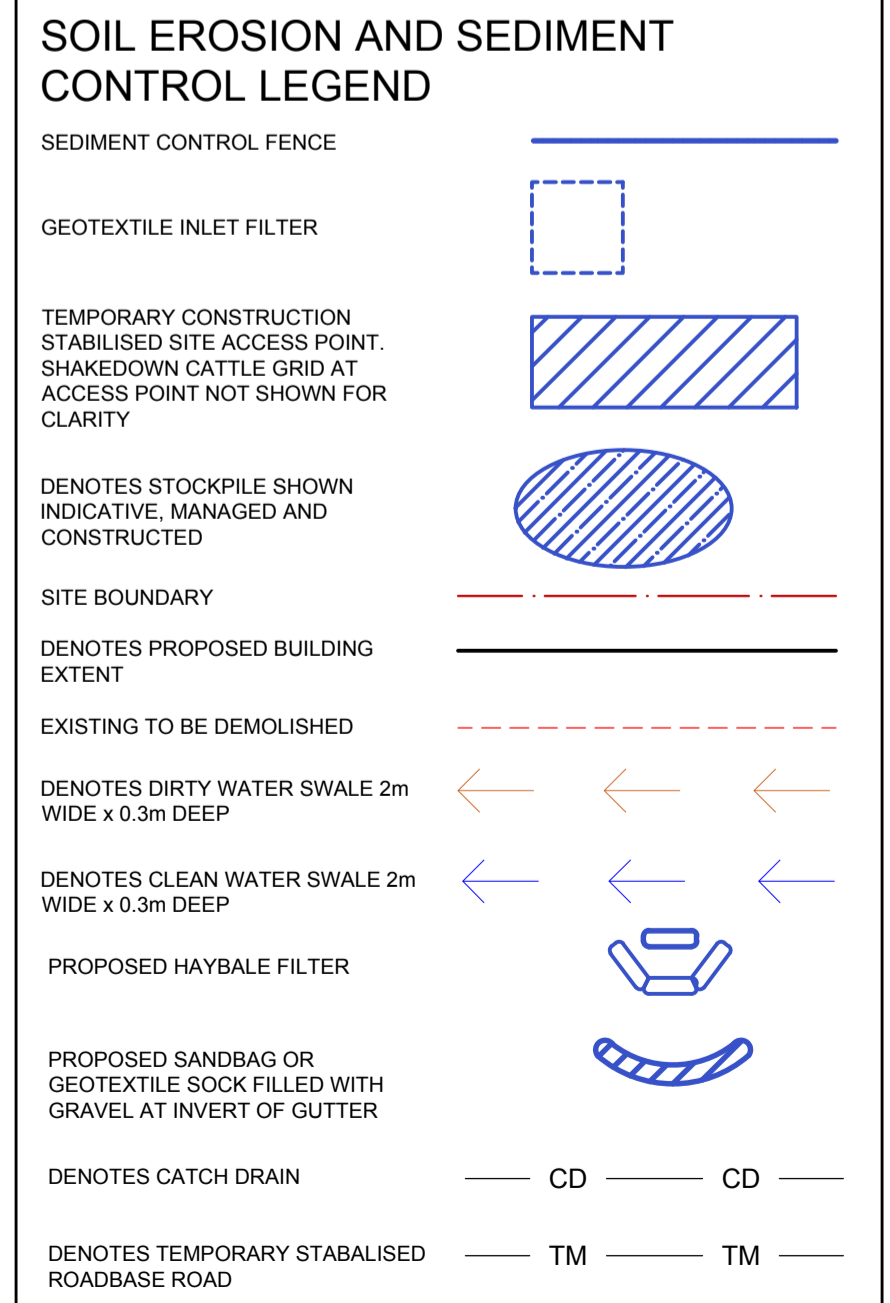 SOIL EROSION AND SEDIMENT
CONTROL LEGEND
SEDIMENT CONTROL FENCE
GEOTEXTILE INLET FILTER
TEMPORARY CONSTRUCTION
STABILISED SITE ACCESS POINT.
SHAKEDOWN CATTLE GRID AT
ACCESS POINT NOT SHOWN FOR
CLARITY
DENOTES STOCKPILE SHOWN
INDICATIVE, MANAGED AND
CONSTRUCTED
SITE BOUNDARY
DENOTES PROPOSED BUILDING
EXTENT
EXISTING TO BE DEMOLISHED
DENOTES DIRTY WATER SWALE 2m
WIDE x 0.3m DEEP
DENOTES CLEAN WATER SWALE 2m
WIDE x 0.3m DEEP
PROPOSED HAYBALE FILTER
PROPOSED SANDBAG OR
GEOTEXTILE SOCK FILLED WITH
GRAVEL AT INVERT OF GUTTER
DENOTES CATCH DRAIN
CD CD
DENOTES TEMPORARY STABALISED
ROADBASE ROAD
TM TM